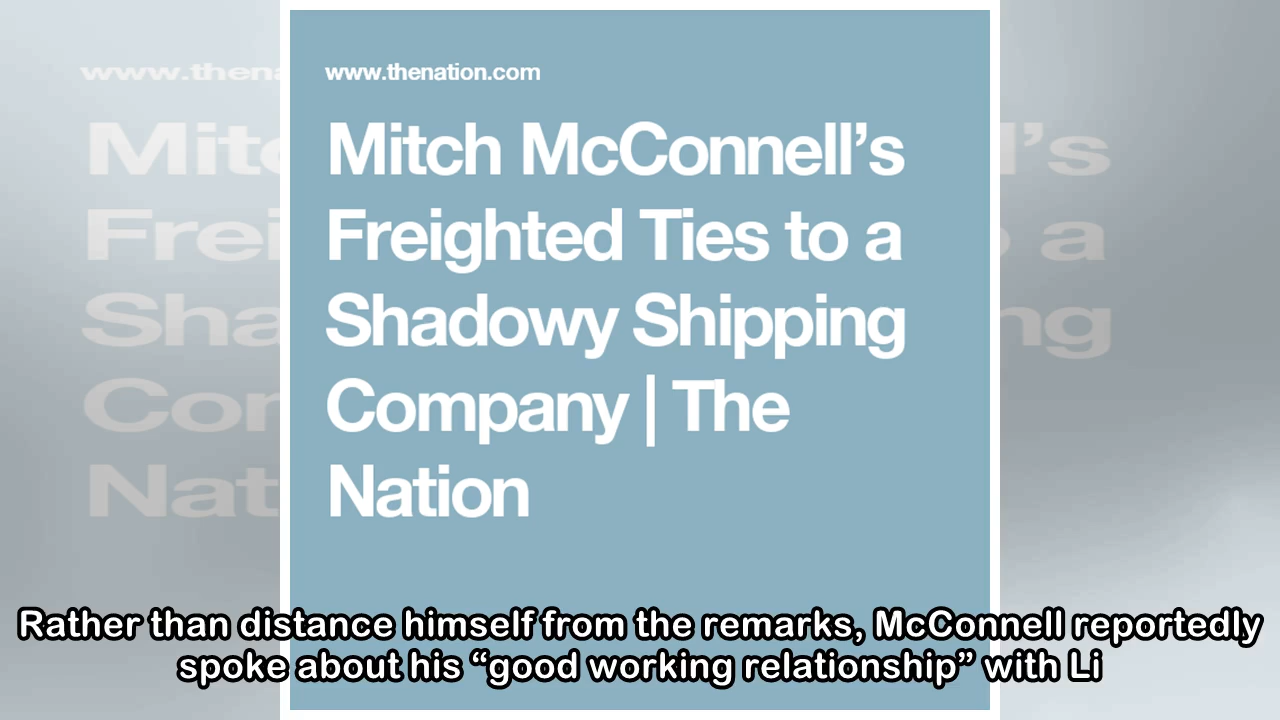 www.thenation.com
Mitch McConnell’s
Freighted Ties to a
Shadowy Shipping
Company | The
Nation
Rather than distance himself from the remarks, McConnell reportedly
spoke about his “good working relationship” with Li